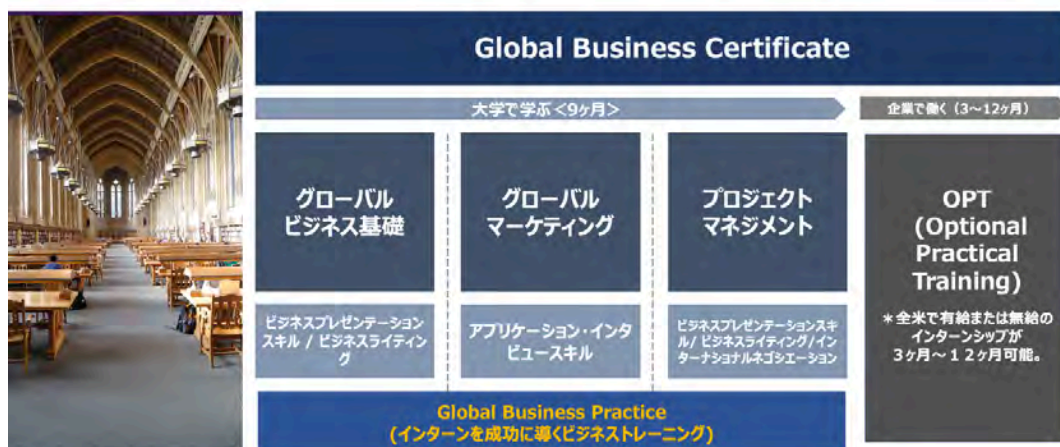 Global Business Certificate
大学で学ぶ<9ヶ月>
企業で働く(3～12ヶ月)
グローバル
ビジネス基礎
グローバル
マーケティング
プロジェクト
マネジメント
OPT
(Optional
Practical
Training)
＊全米で有給または無給の
インターンシップが
３ヶ月～１２ヶ月可能。
ビジネスプレゼンテーション
スキル / ビジネスライティン
グ
アプリケーション・インタ
ビュースキル
ビジネスプレゼンテーションスキ
ル/ ビジネスライティング/イン
ターナショナルネゴシエーション
Global Business Practice
(インターンを成功に導くビジネストレーニング)